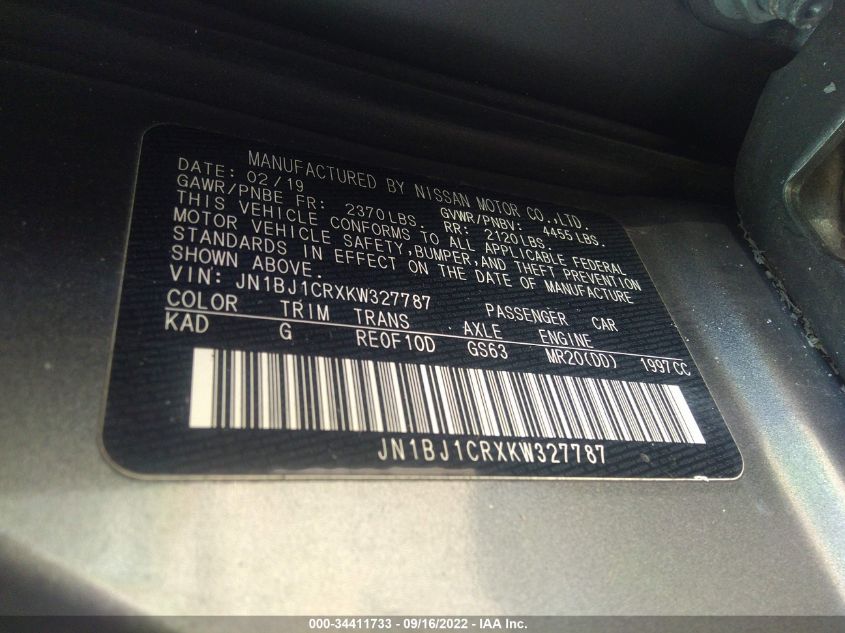 MANUFACTURED BY NISSAN MOTOR CO.,LTD.
DATE: 02/19 GVWR/PNBV: 4455LBS.
GAWR/PNBE FR: 2370LBS. RR: 2120LBS.
THIS VEHICLE CONFORMS TO ALL APPLICABLE FEDERAL
MOTOR VEHICLE SAFETY,BUMPER,AND THEFT PREVENTION
STANDARDS IN EFFECT ON THE DATE OF MANUFACTURE
SHOWN ABOVE.
VIN: JN1BJ1CRXKW327787 PASSENGER CAR
COLOR TRIM TRANS AXLE ENGINE
KAD G RE0F10D GS63 MR20(DD) 1997CC
JN1BJ1CRXKW327787
000-34411733 - 09/16/2022 - IAA Inc.